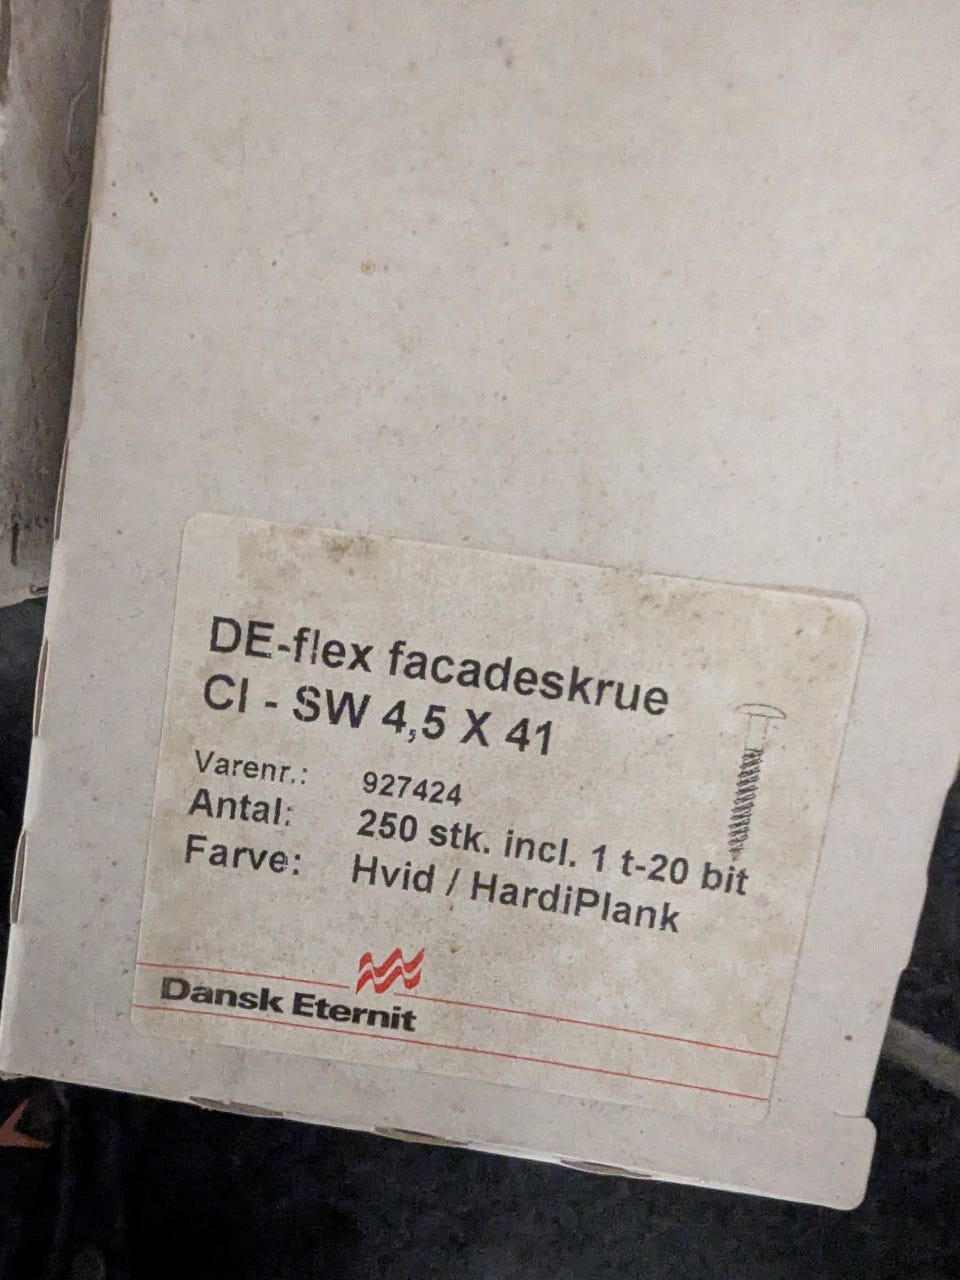 DE-flex facadeskrue
CI - SW 4,5 X 41
Varenr.: 927424
Antal: 250 stk. incl. 1 t-20 bit
Farve: Hvid / HardiPlank
Dansk Eternit